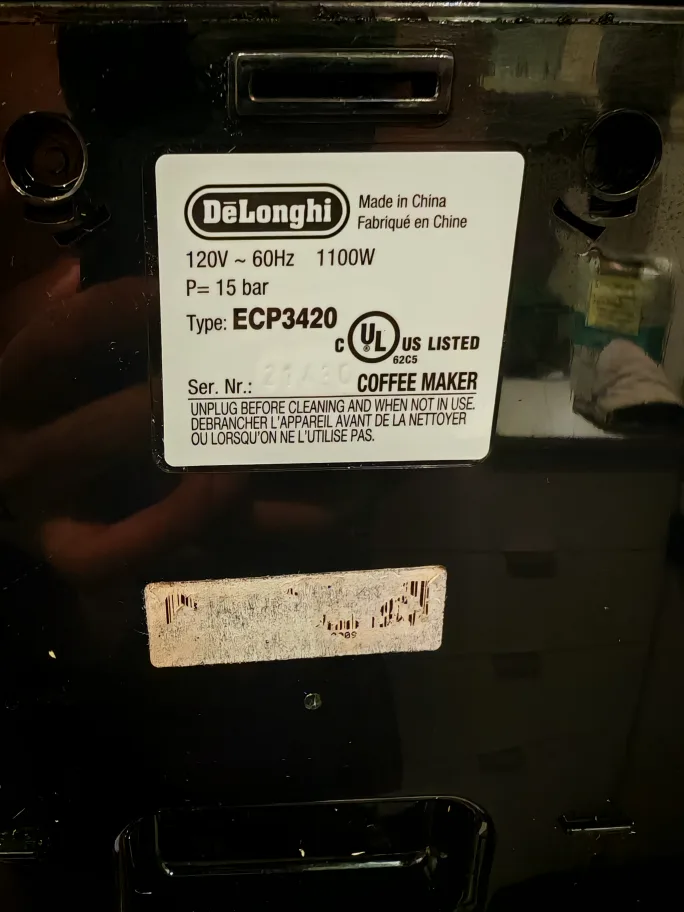 DeLonghi
Made in China
Fabriqué en Chine
120V ~ 60Hz 1100W
P= 15 bar
Type: ECP3420
C UL US LISTED
62C5
Ser. Nr.:
COFFEE MAKER
UNPLUG BEFORE CLEANING AND WHEN NOT IN USE.
DEBRANCHER L'APPAREIL AVANT DE LA NETTOYER
OU LORSQU'ON NE L'UTILISE PAS.